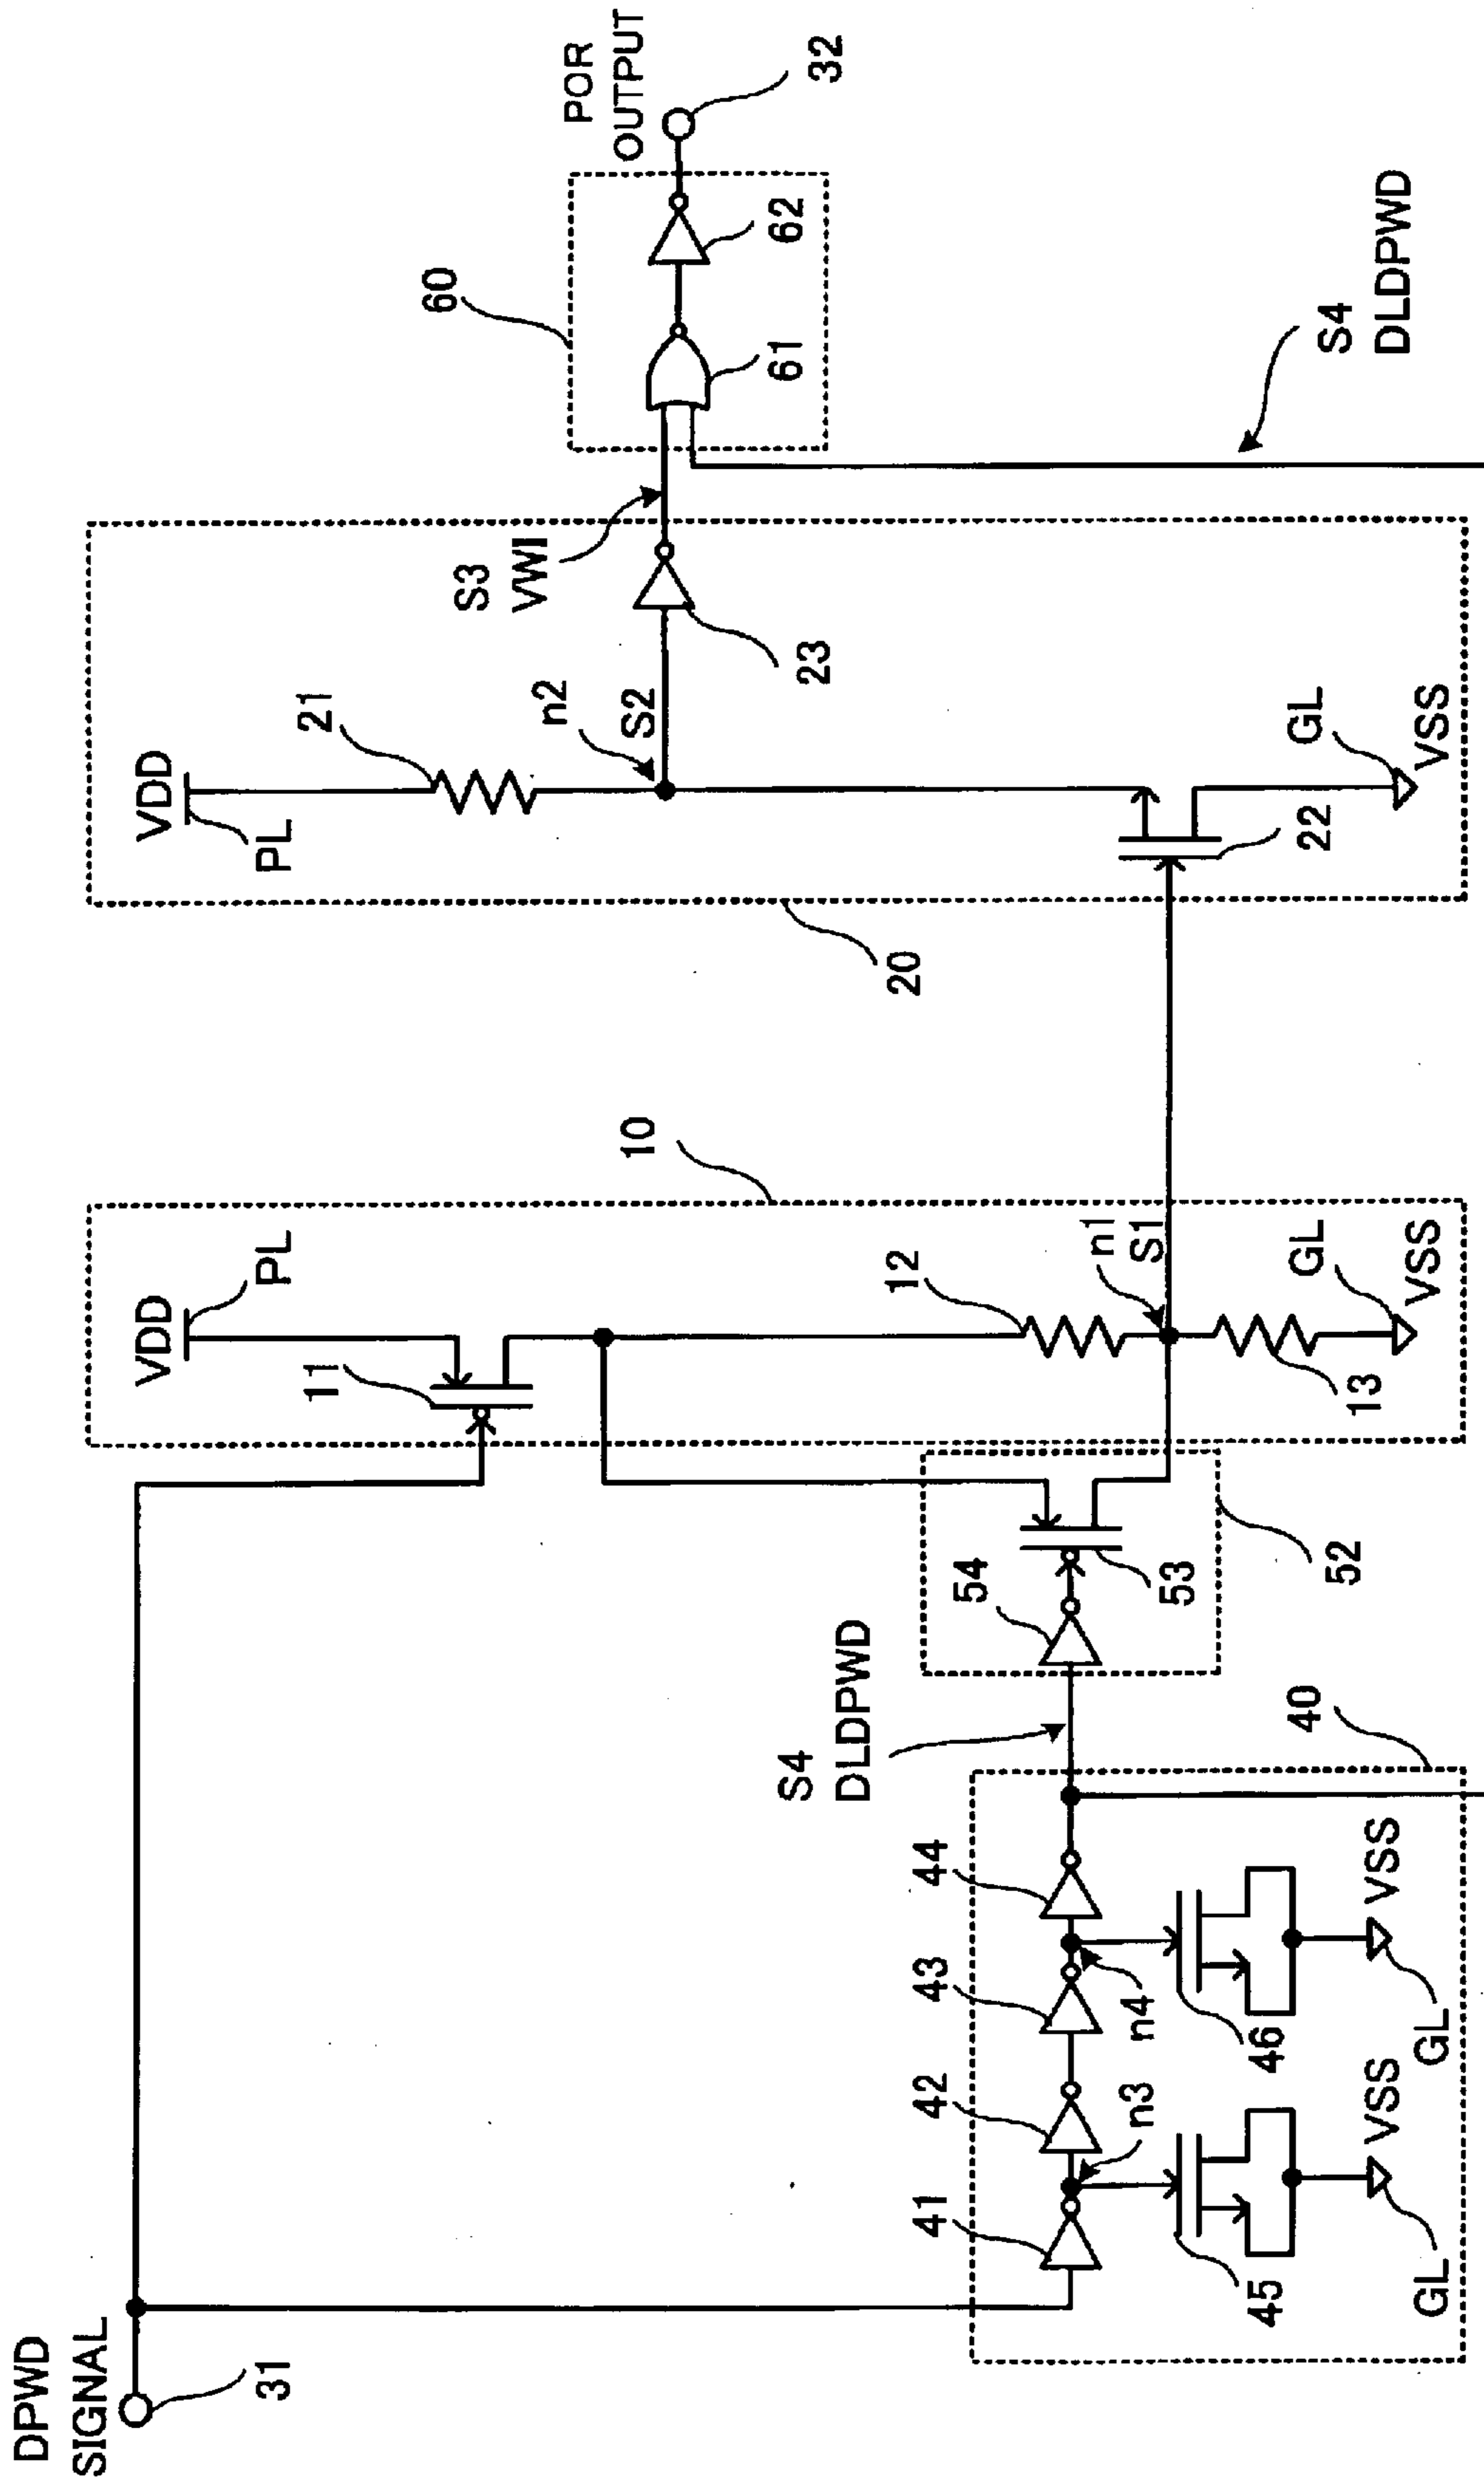 DPWD
SIGNAL
31
VDD
PL
11
10
12
n1
S1
13
GL
VSS
VDD
PL
21
n2
S2
23
S3
VWI
22
GL
VSS
20
60
61
62
POR
OUTPUT
32
S4
DLDPWD
S4
DLDPWD
54
53
52
40
41
42
43
44
n3
n4
45
46
GL
VSS
GL
VSS